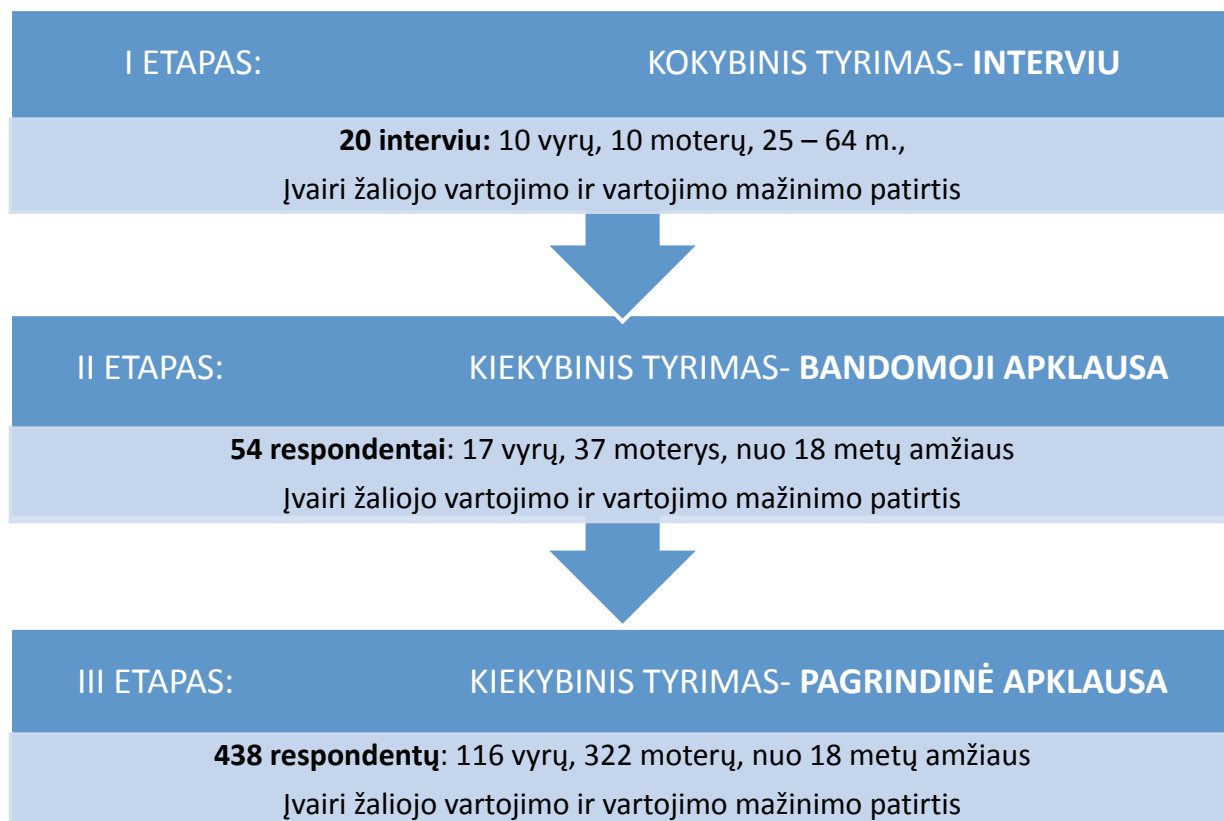 I ETAPAS: KOKYBINIS TYRIMAS- INTERVIU
20 interviu: 10 vyrų, 10 moterų, 25 – 64 m.,
Įvairi žaliojo vartojimo ir vartojimo mažinimo patirtis
II ETAPAS: KIEKYBINIS TYRIMAS- BANDOMOJI APKLAUSA
54 respondentai: 17 vyrų, 37 moterys, nuo 18 metų amžiaus
Įvairi žaliojo vartojimo ir vartojimo mažinimo patirtis
III ETAPAS: KIEKYBINIS TYRIMAS- PAGRINDINĖ APKLAUSA
438 respondentų: 116 vyrų, 322 moterų, nuo 18 metų amžiaus
Įvairi žaliojo vartojimo ir vartojimo mažinimo patirtis